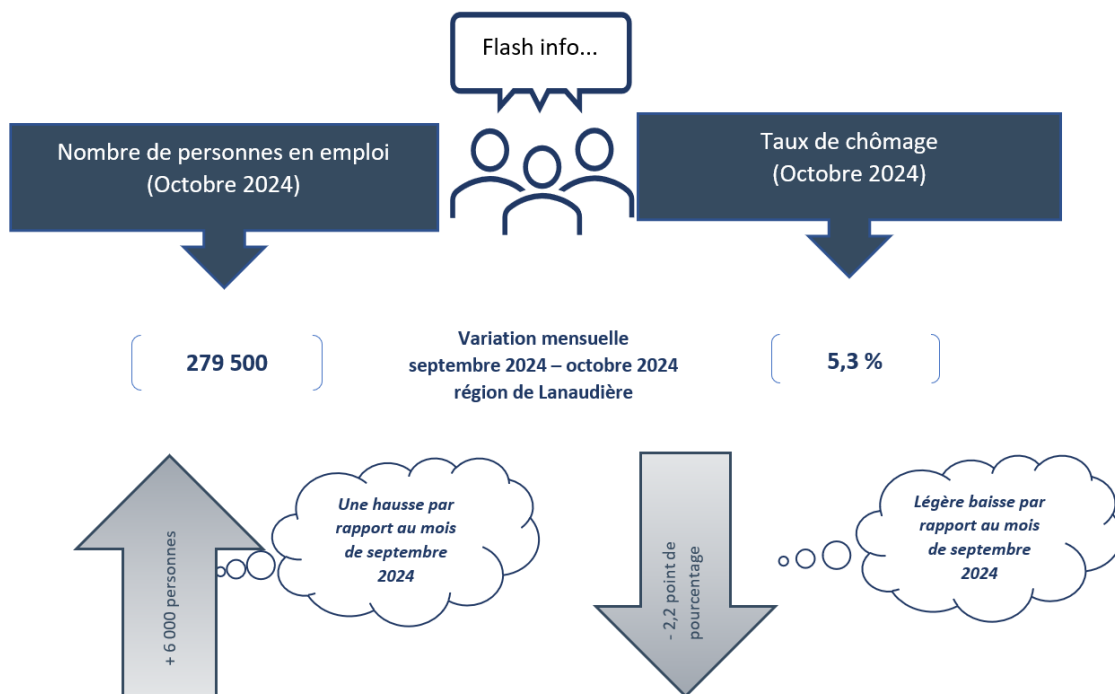 Flash info...
Nombre de personnes en emploi
(Octobre 2024)
Taux de chômage
(Octobre 2024)
279 500
Variation mensuelle
septembre 2024 – octobre 2024
région de Lanaudière
5,3 %
+ 6 000 personnes
Une hausse par
rapport au mois
de septembre
2024
- 2,2 point de
pourcentage
Légère baisse par
rapport au mois
de septembre
2024